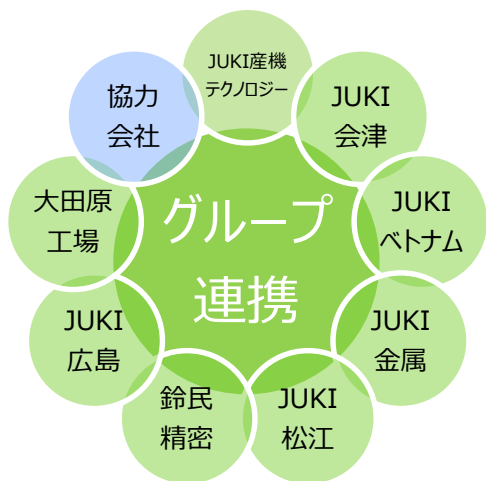 JUKI産機
テクノロジー
JUKI
会津
JUKI
ベトナム
JUKI
金属
JUKI
松江
鈴民
精密
JUKI
広島
大田原
工場
協力
会社
グループ
連携